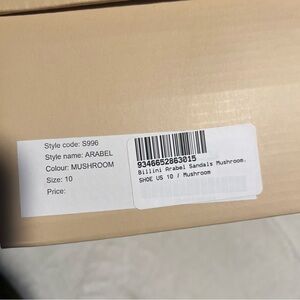 Style code: S996
Style name: ARABEL
Colour: MUSHROOM
Size: 10
Price:
9346652863015
Billini Arabel Sandals Mushroom.
SHOE US 10 / Mushroom